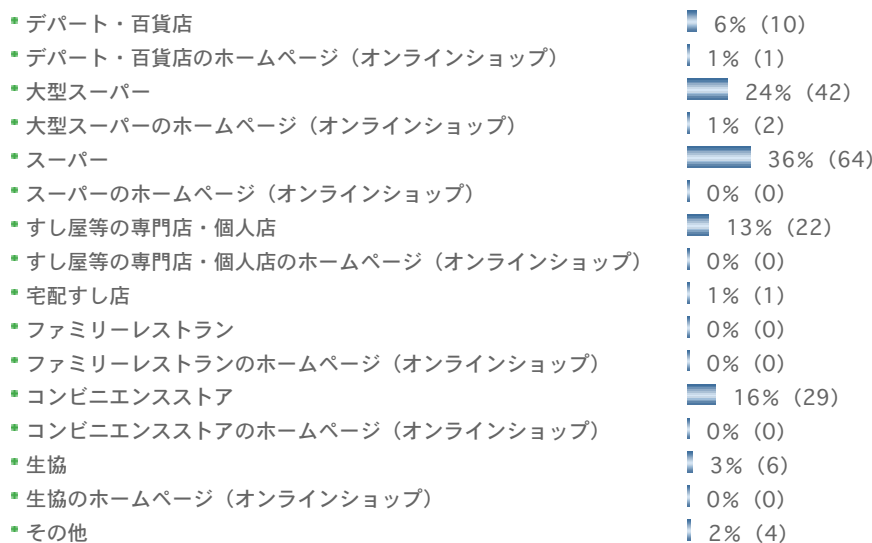 デパート・百貨店 6% (10)
デパート・百貨店のホームページ（オンラインショップ） 1% (1)
大型スーパー 24% (42)
大型スーパーのホームページ（オンラインショップ） 1% (2)
スーパー 36% (64)
スーパーのホームページ（オンラインショップ） 0% (0)
すし屋等の専門店・個人店 13% (22)
すし屋等の専門店・個人店のホームページ（オンラインショップ） 0% (0)
宅配すし店 1% (1)
ファミリーレストラン 0% (0)
ファミリーレストランのホームページ（オンラインショップ） 0% (0)
コンビニエンスストア 16% (29)
コンビニエンスストアのホームページ（オンラインショップ） 0% (0)
生協 3% (6)
生協のホームページ（オンラインショップ） 0% (0)
その他 2% (4)